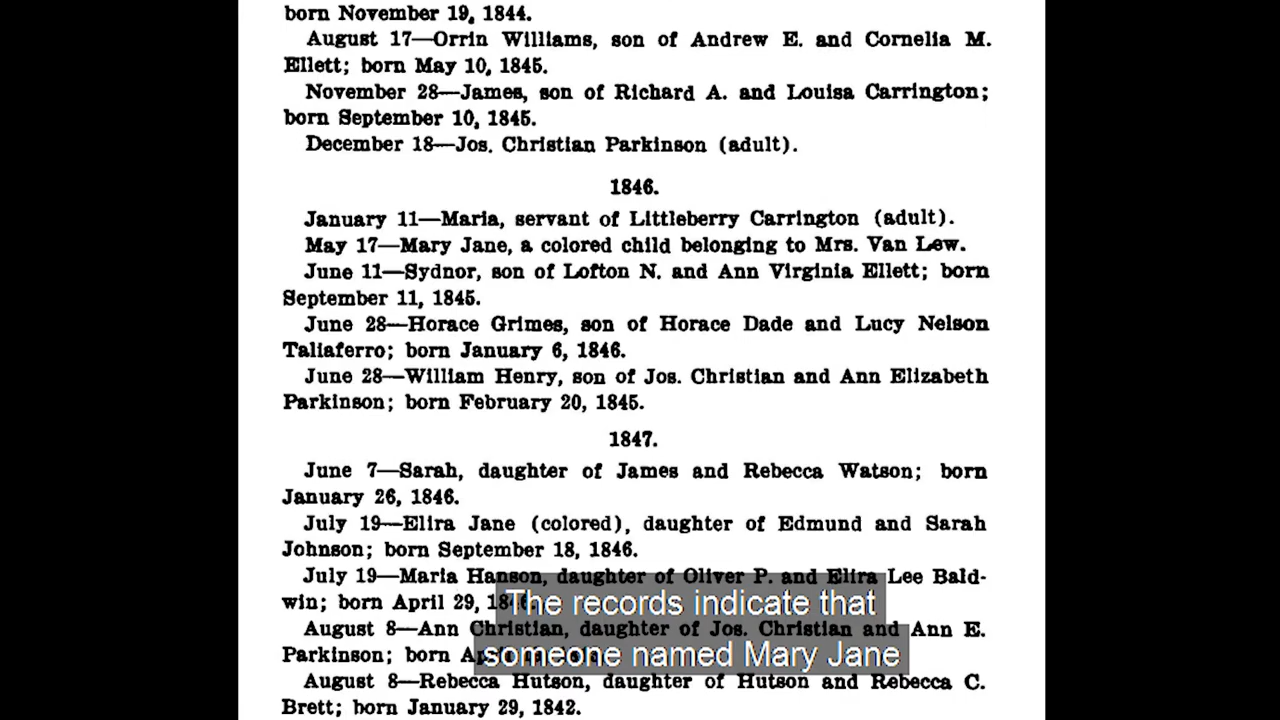 born November 19, 1844.
August 17—Orrin Williams, son of Andrew E. and Cornelia M.
Ellett; born May 10, 1845.
November 28—James, son of Richard A. and Louisa Carrington;
born September 10, 1845.
December 18—Jos. Christian Parkinson (adult).
1846.
January 11—Maria, servant of Littleberry Carrington (adult).
May 17—Mary Jane, a colored child belonging to Mrs. Van Lew.
June 11—Sydnor, son of Lofton N. and Ann Virginia Ellett; born
September 11, 1845.
June 28—Horace Grimes, son of Horace Dade and Lucy Nelson
Taliaferro; born January 6, 1846.
June 28—William Henry, son of Jos. Christian and Ann Elizabeth
Parkinson; born February 20, 1845.
1847.
June 7—Sarah, daughter of James and Rebecca Watson; born
January 26, 1846.
July 19—Elira Jane (colored), daughter of Edmund and Sarah
Johnson; born September 18, 1846.
July 19—Maria Hanson, daughter of Oliver P. and Elira Lee Bald-
win; born April 29,
August 8—Ann Christian, daughter of Jos. Christian and Ann E.
Parkinson; born
August 8—Rebecca Hutson, daughter of Hutson and Rebecca C.
Brett; born January 29, 1842.
The records indicate that
someone named Mary Jane